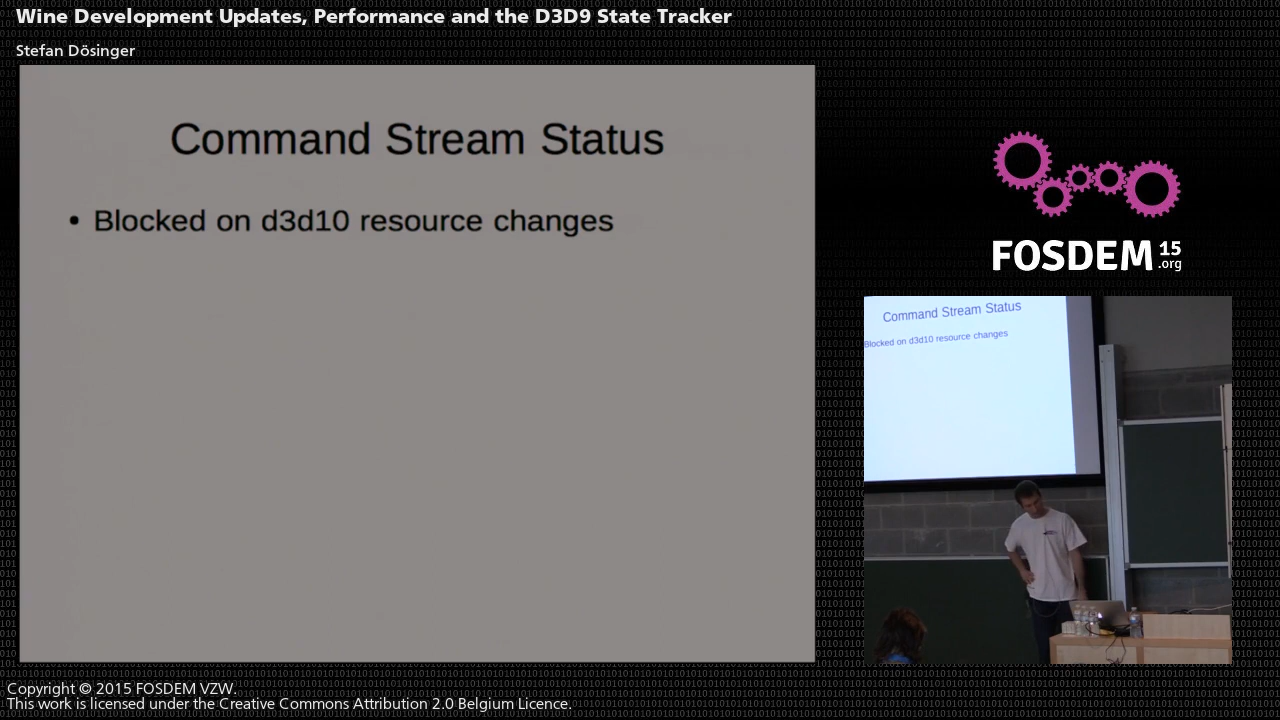 Wine Development Updates, Performance and the D3D9 State Tracker
Stefan Dösinger
Command Stream Status
• Blocked on d3d10 resource changes
FOSDEM 15
.org
Command Stream Status
Blocked on d3d10 resource changes
Copyright © 2015 FOSDEM VZW.
This work is licensed under the Creative Commons Attribution 2.0 Belgium Licence.